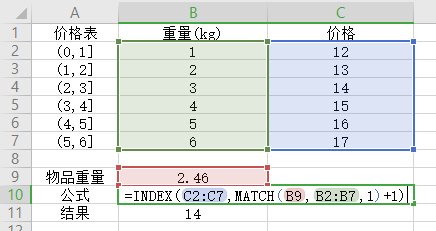 A B C
1 价格表 重量(kg) 价格
2 (0,1] 1 12
3 (1,2] 2 13
4 (2,3] 3 14
5 (3,4] 4 15
6 (4,5] 5 16
7 (5,6] 6 17
8
9 物品重量 2.46
10 公式 =INDEX(C2:C7,MATCH(B9,B2:B7,1)+1)
11 结果 14